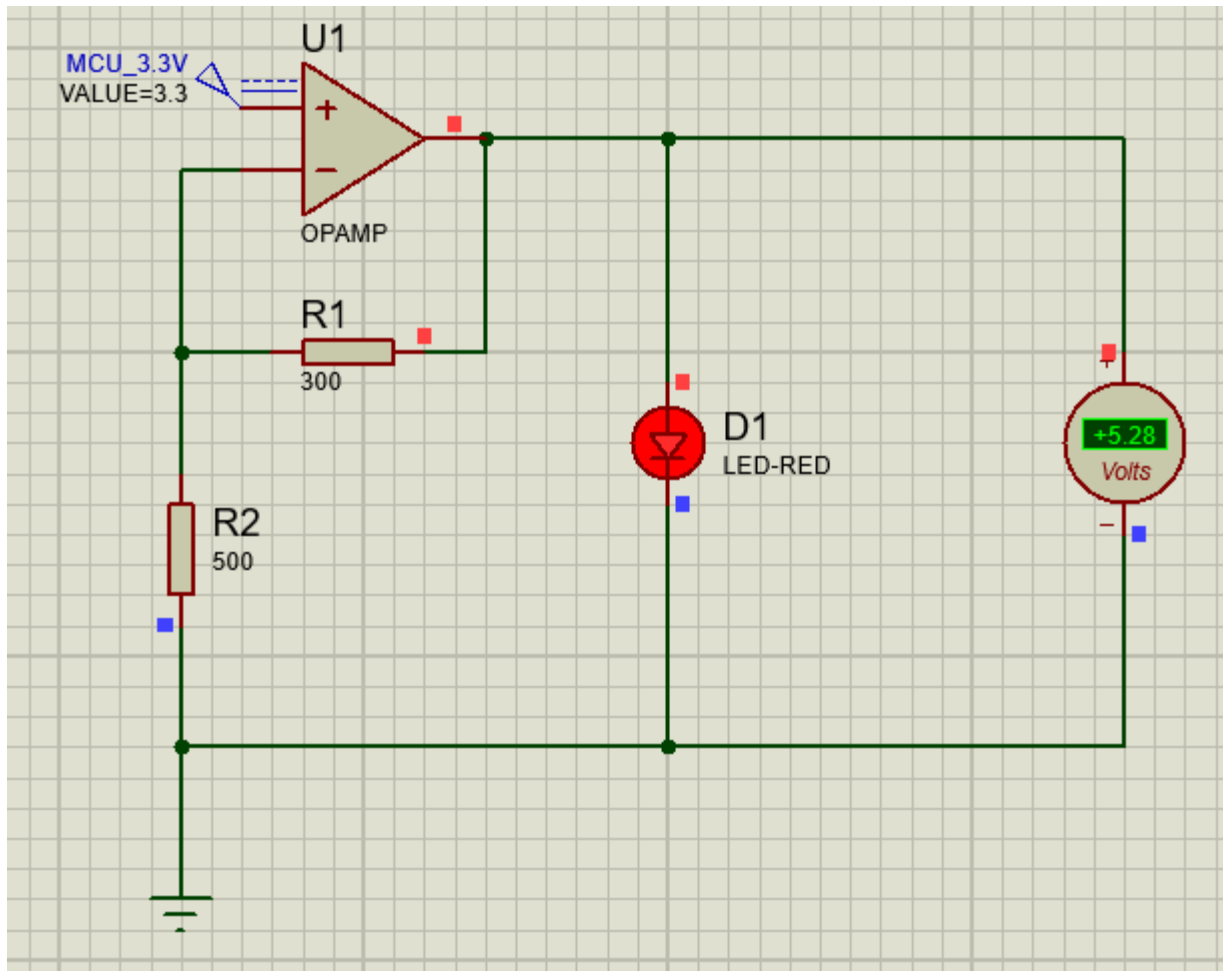 U1
MCU_3.3V
VALUE=3.3
+
−
OPAMP
R1
300
+
+5.28
Volts
−
D1
LED-RED
R2
500